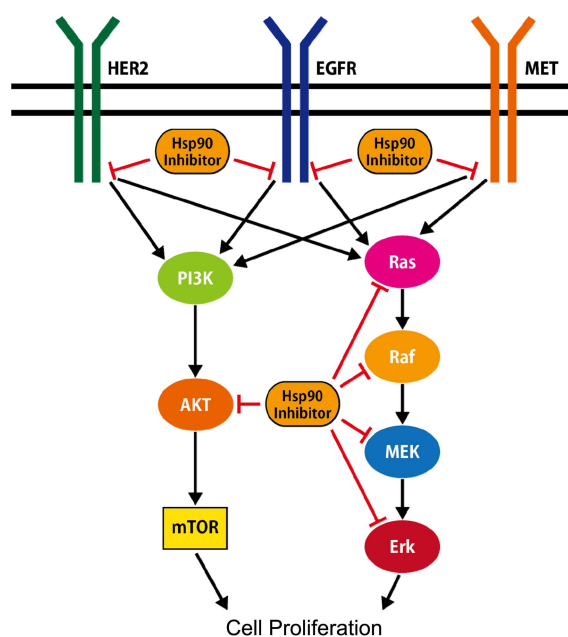 HER2
EGFR
MET
Hsp90
Inhibitor
Hsp90
Inhibitor
PI3K
Ras
Raf
AKT
Hsp90
Inhibitor
MEK
mTOR
Erk
Cell Proliferation